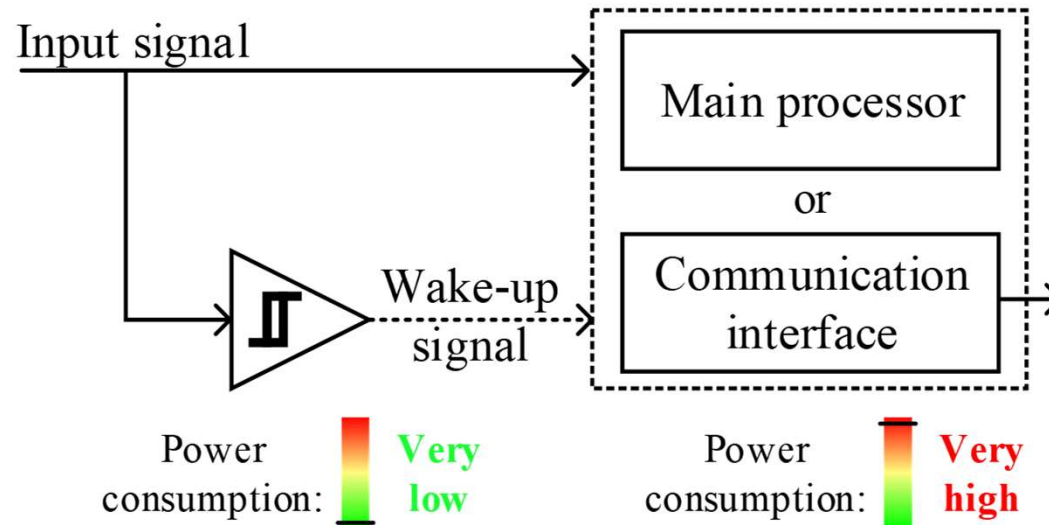 Input signal
Main processor
or
Communication
interface
Wake-up
signal
Power
consumption:
Very
low
Power
consumption:
Very
high